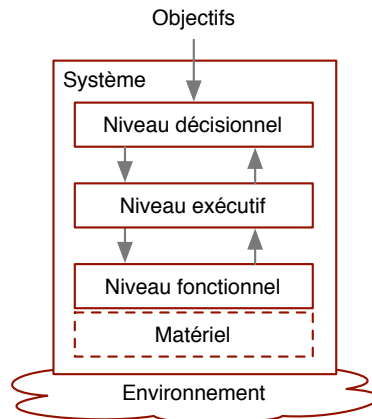 Objectifs
Système
Niveau décisionnel
Niveau exécutif
Niveau fonctionnel
Matériel
Environnement